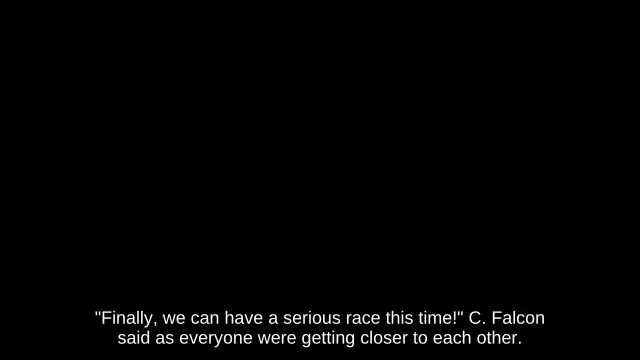 "Finally, we can have a serious race this time!" C. Falcon
said as everyone were getting closer to each other.